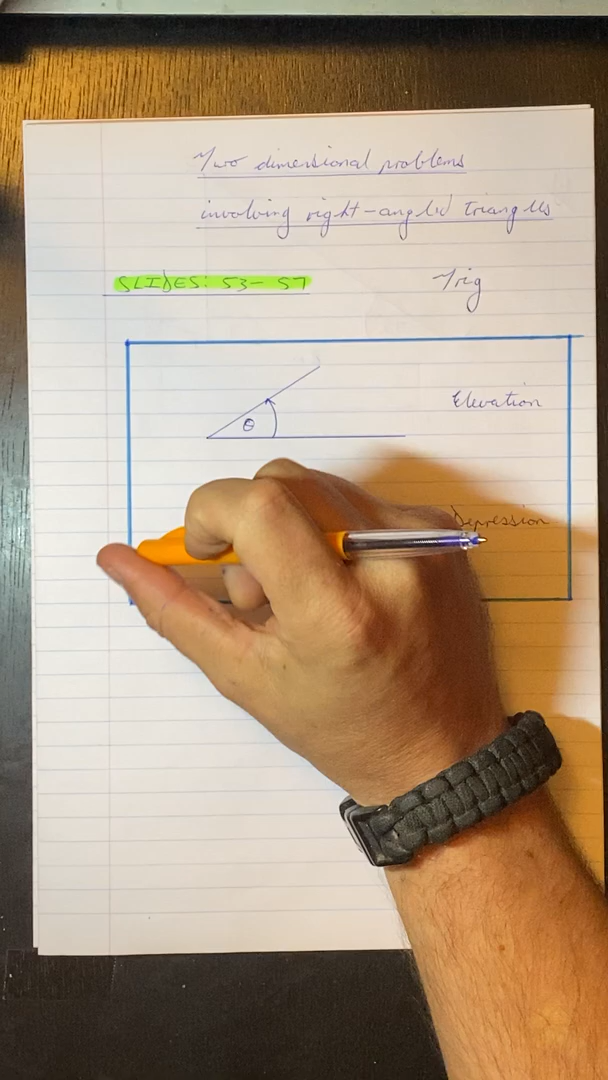 Two dimensional problems
involving right-angled triangles
SLIDES: 53- 57
Trig
Elevation
θ
Depression